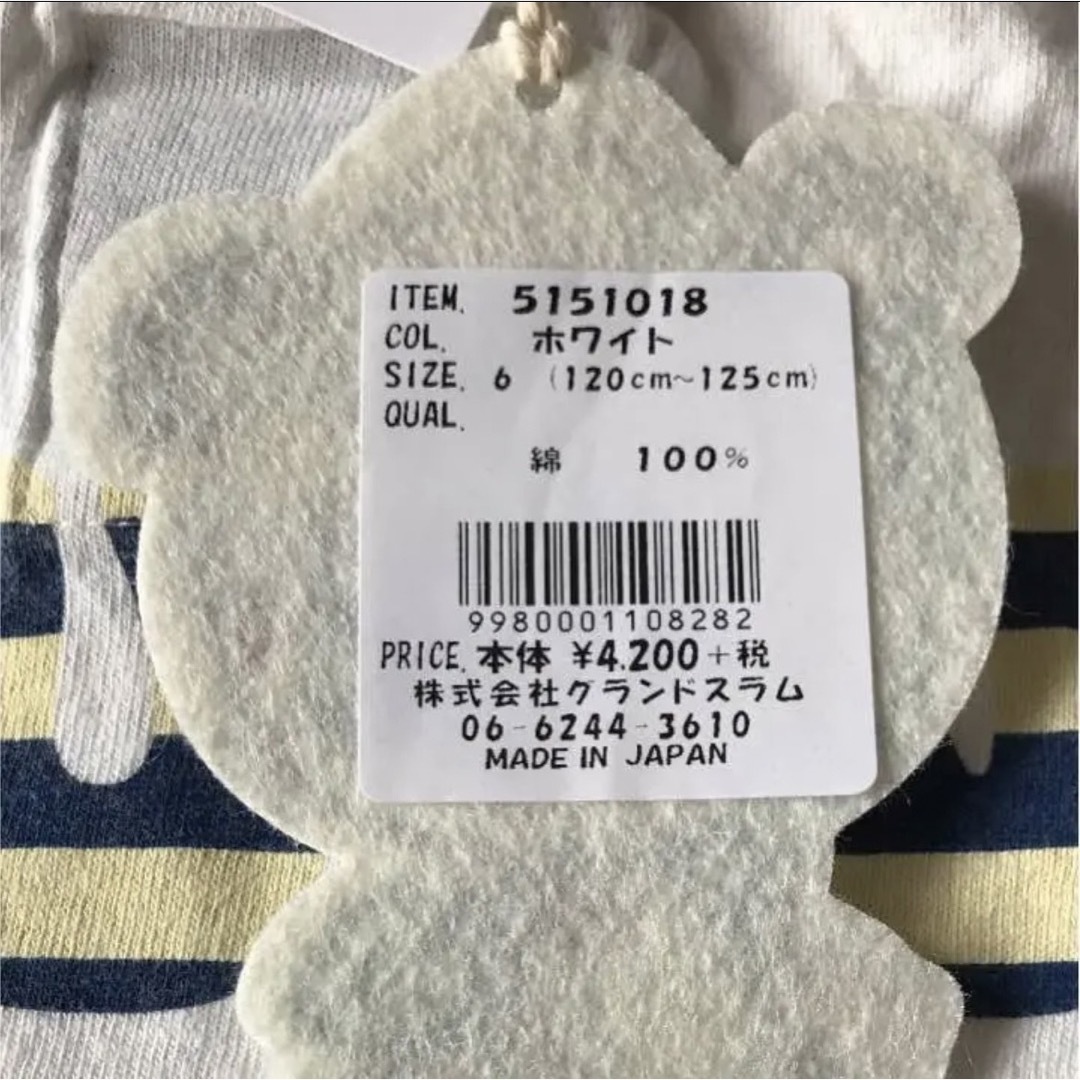 ITEM. 5151018
COL. ホワイト
SIZE. 6 (120cm~125cm)
QUAL.
綿 100%
9980001108282
PRICE. 本体 ¥4.200+税
株式会社グランドスラム
06-6244-3610
MADE IN JAPAN